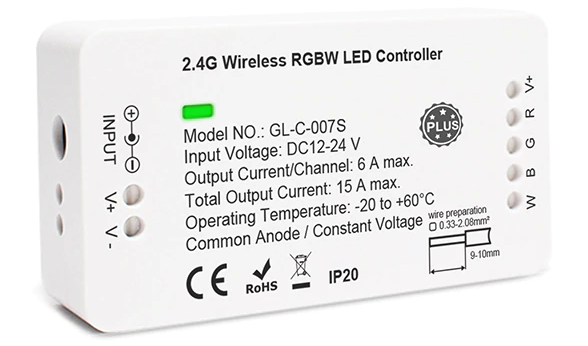 2.4G Wireless RGBW LED Controller
Model NO.: GL-C-007S
Input Voltage: DC12-24 V
Output Current/Channel: 6 A max.
Total Output Current: 15 A max.
Operating Temperature: -20 to +60°C
Common Anode / Constant Voltage
CE
RoHS
IP20
INPUT
V+
V-
PLUS
wire preparation
0.33-2.08mm²
9-10mm
V+
R
G
B
W